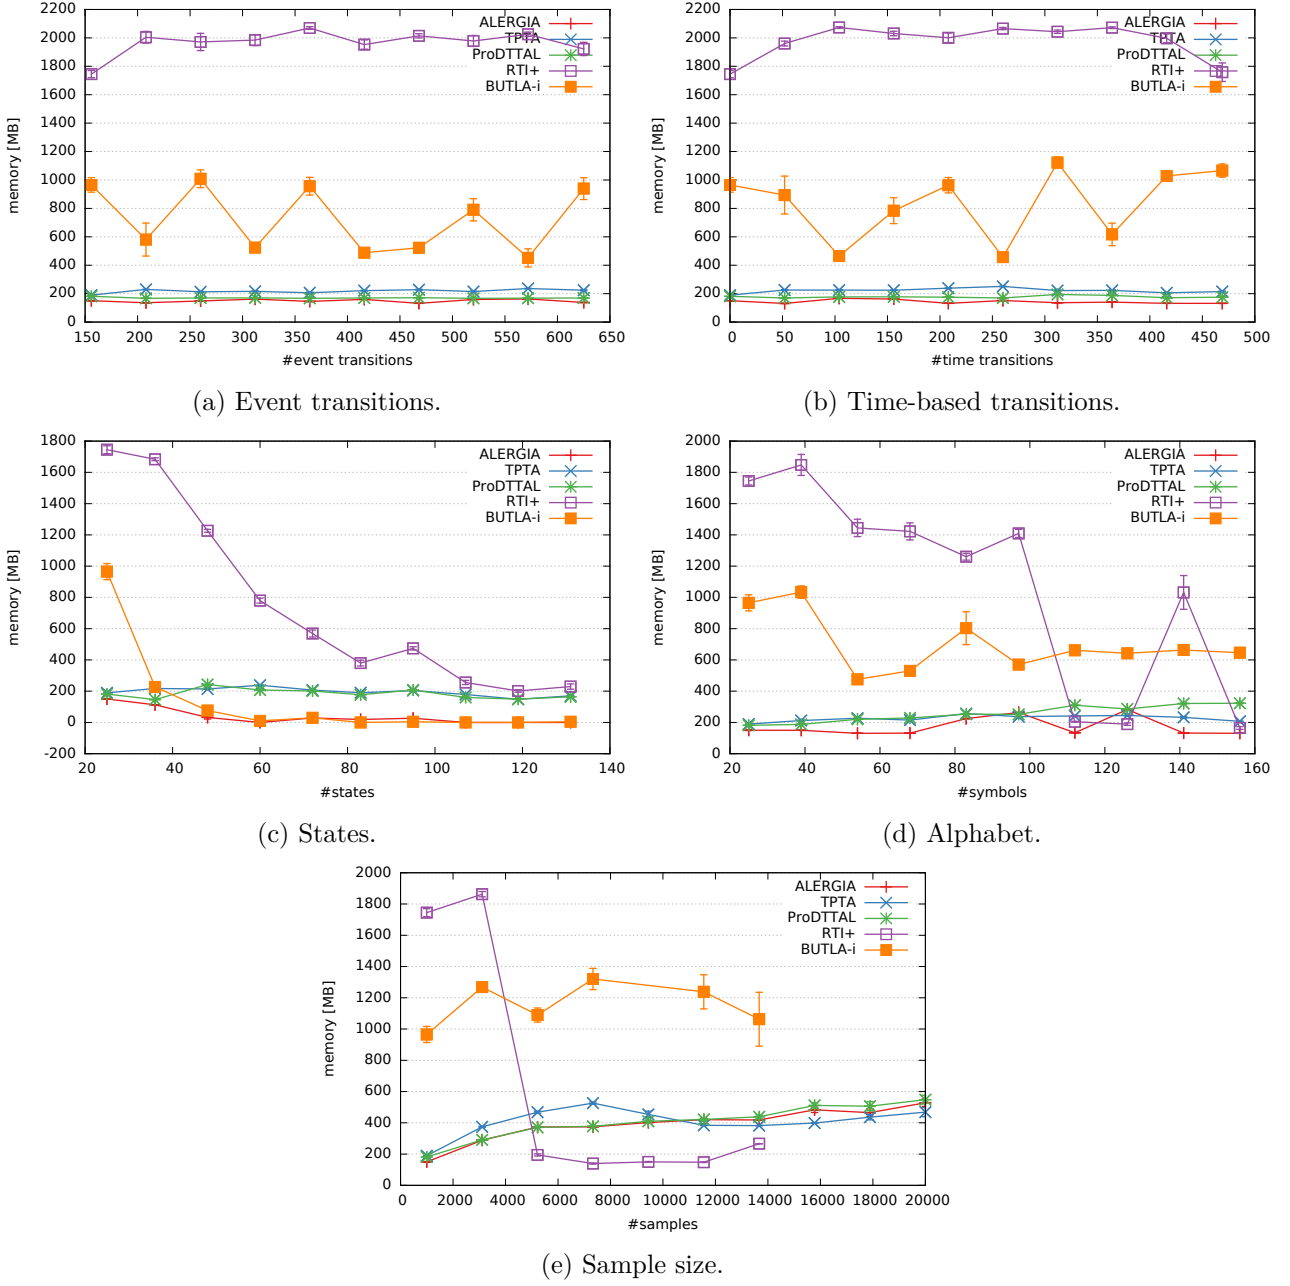 2200
2000
1800
1600
1400
1200
1000
800
600
400
200
0
memory [MB]
ALERGIA
TPTA
ProDTTAL
RTI+
BUTLA-i
150 200 250 300 350 400 450 500 550 600 650
#event transitions
(a) Event transitions.
2200
2000
1800
1600
1400
1200
1000
800
600
400
200
0
memory [MB]
ALERGIA
TPTA
ProDTTAL
RTI+
BUTLA-i
0 50 100 150 200 250 300 350 400 450 500
#time transitions
(b) Time-based transitions.
1800
1600
1400
1200
1000
800
600
400
200
0
-200
memory [MB]
ALERGIA
TPTA
ProDTTAL
RTI+
BUTLA-i
20 40 60 80 100 120 140
#states
(c) States.
2000
1800
1600
1400
1200
1000
800
600
400
200
0
memory [MB]
ALERGIA
TPTA
ProDTTAL
RTI+
BUTLA-i
20 40 60 80 100 120 140 160
#symbols
(d) Alphabet.
2000
1800
1600
1400
1200
1000
800
600
400
200
0
memory [MB]
ALERGIA
TPTA
ProDTTAL
RTI+
BUTLA-i
0 2000 4000 6000 8000 10000 12000 14000 16000 18000 20000
#samples
(e) Sample size.